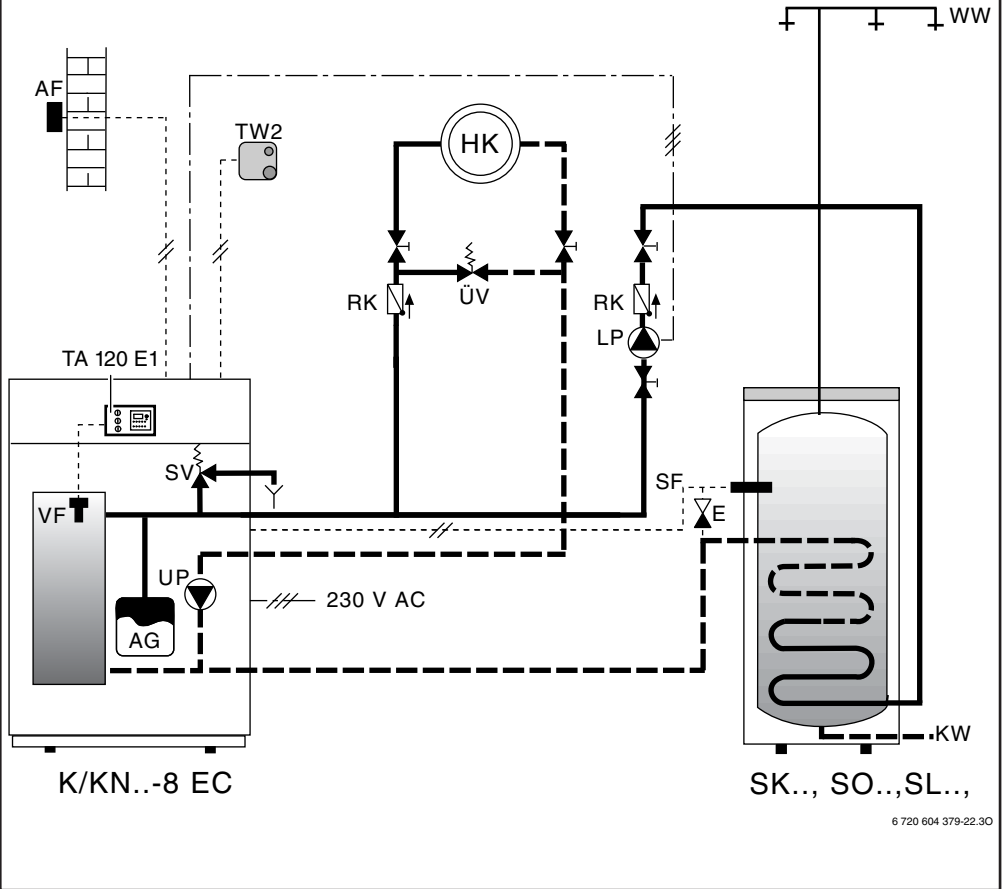 WW
AF
TW2
HK
RK
ÜV
RK
LP
TA 120 E1
SV
SF
VF
E
UP
230 V AC
AG
KW
K/KN..-8 EC
SK.., SO..,SL..,
6 720 604 379-22.3O